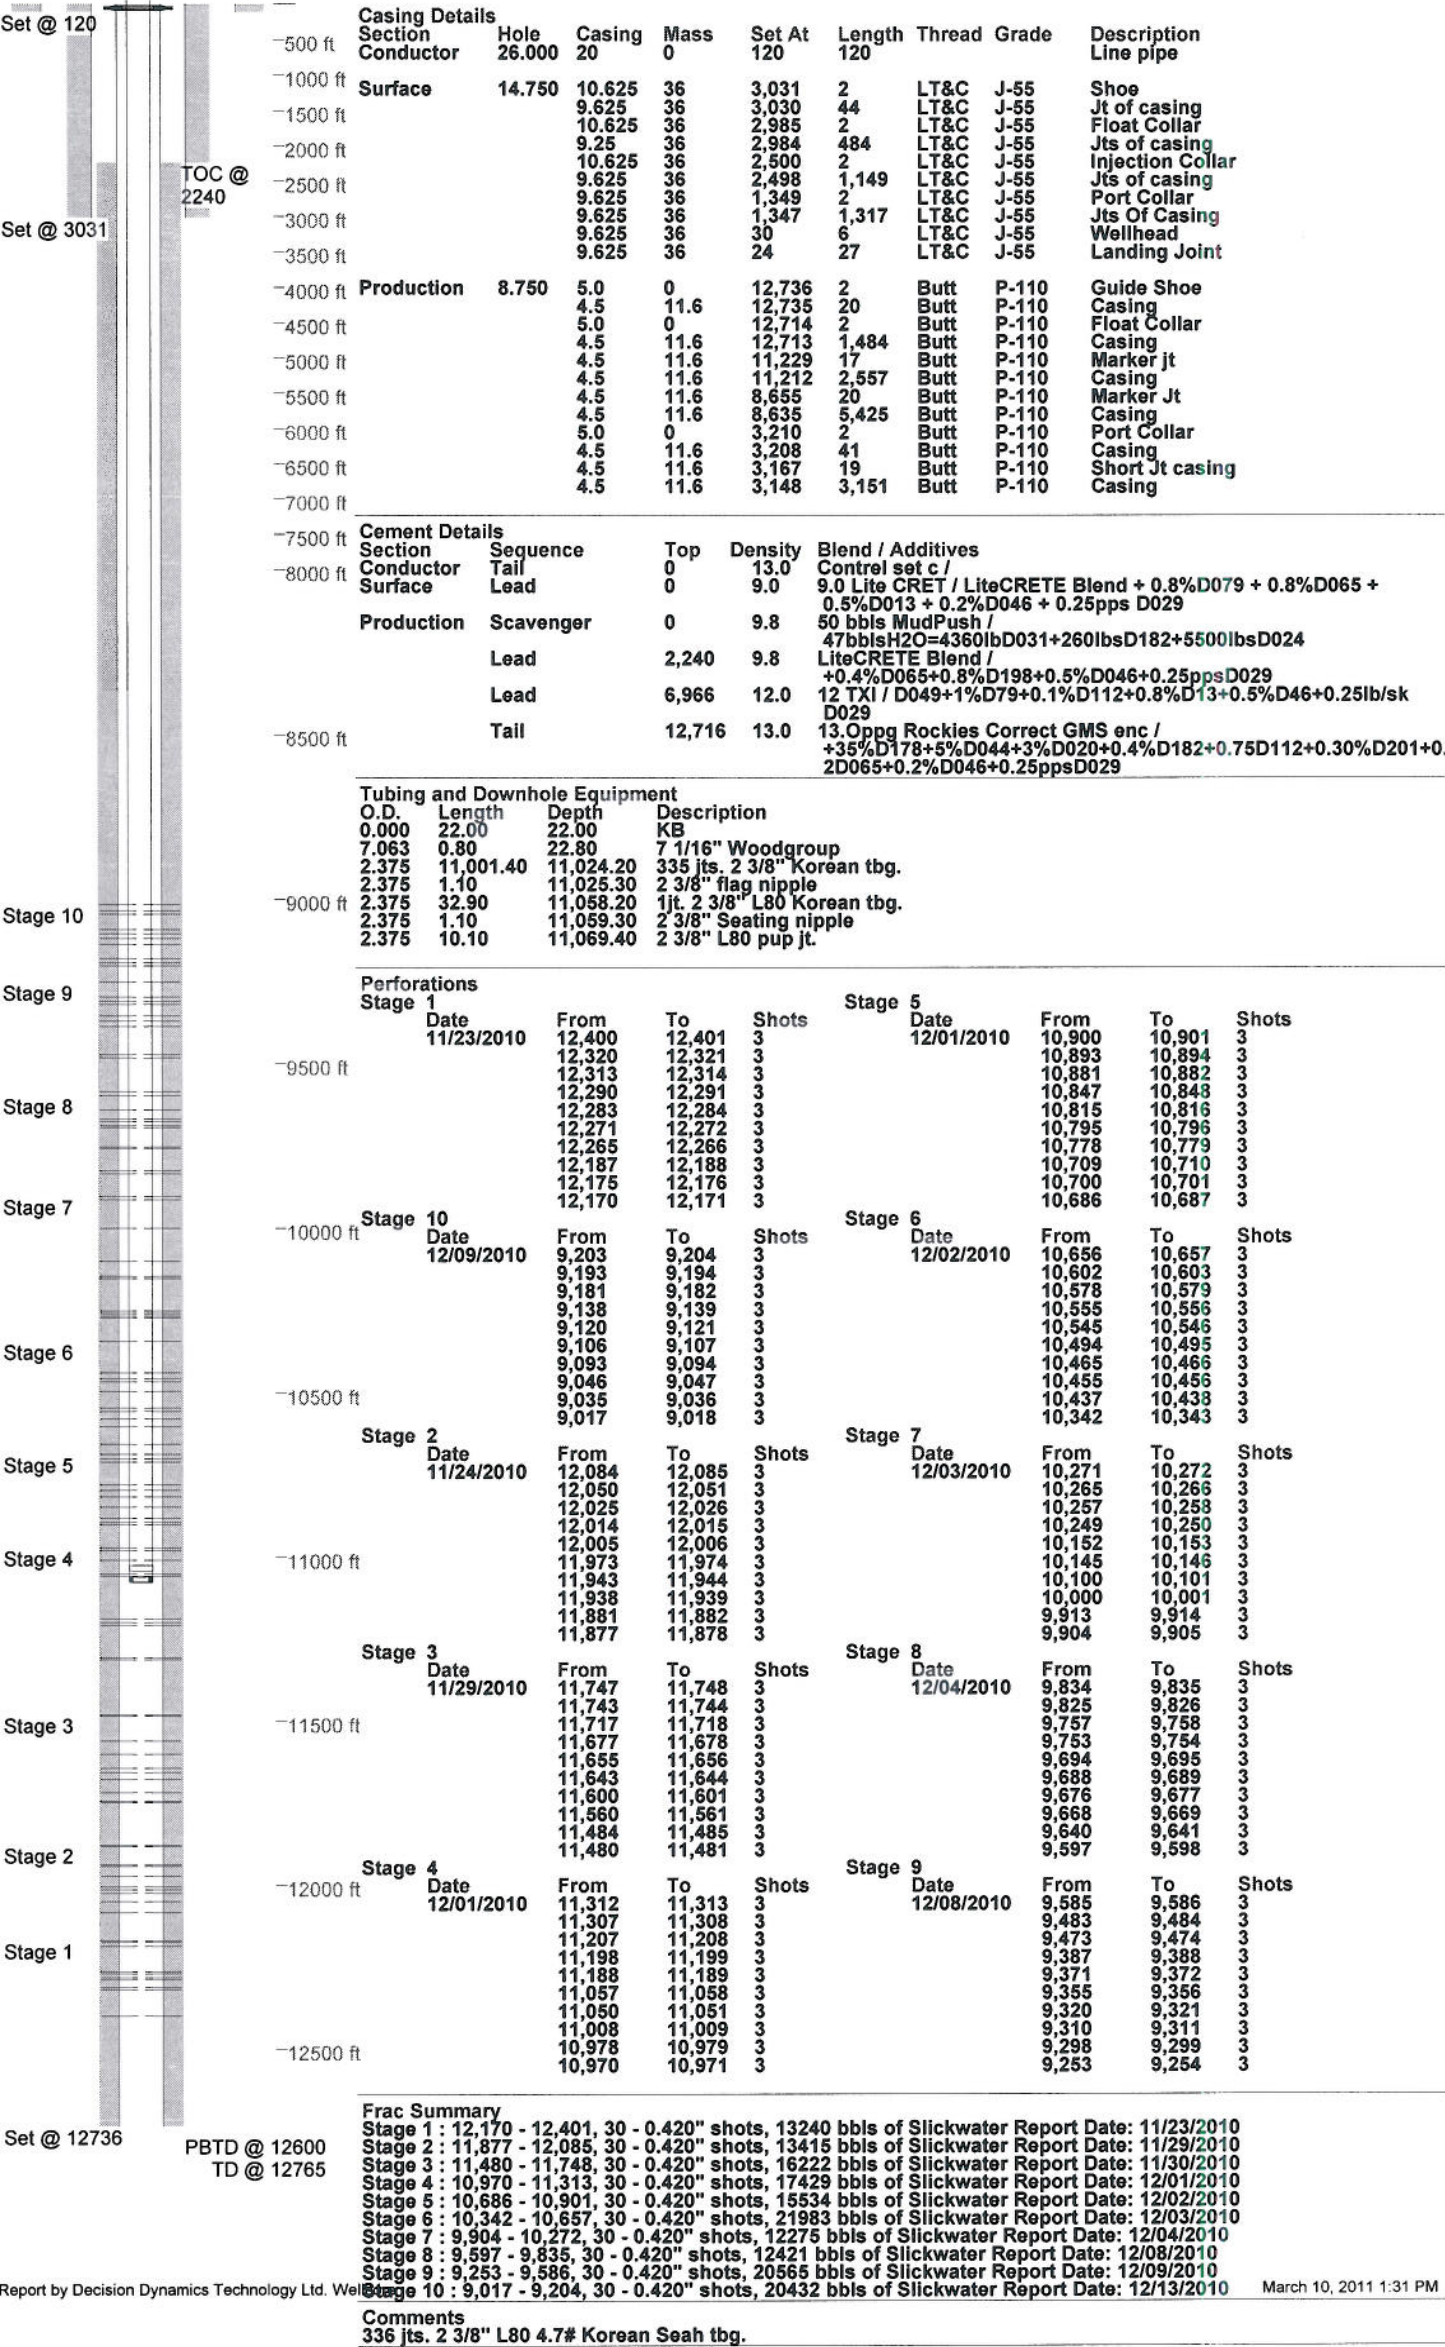 Set @ 120
TOC @
2240
Set @ 3031
Stage 10
Stage 9
Stage 8
Stage 7
Stage 6
Stage 5
Stage 4
Stage 3
Stage 2
Stage 1
Set @ 12736
PBTD @ 12600
TD @ 12765
500 ft
1000 ft
1500 ft
2000 ft
2500 ft
3000 ft
3500 ft
4000 ft
4500 ft
5000 ft
5500 ft
6000 ft
6500 ft
7000 ft
7500 ft
8000 ft
8500 ft
9000 ft
9500 ft
10000 ft
10500 ft
11000 ft
11500 ft
12000 ft
12500 ft
Casing Details
Section Hole Casing Mass Set At Length Thread Grade Description
Conductor 26.000 20 0 120 120 Line pipe
Surface 14.750 10.625 36 3,031 2 LT&C J-55 Shoe
9.625 36 3,030 44 LT&C J-55 Jt of casing
10.625 36 2,985 2 LT&C J-55 Float Collar
9.25 36 2,984 484 LT&C J-55 Jts of casing
10.625 36 2,500 2 LT&C J-55 Injection Collar
9.625 36 2,498 1,149 LT&C J-55 Jts of casing
9.625 36 1,349 2 LT&C J-55 Port Collar
9.625 36 1,347 1,317 LT&C J-55 Jts Of Casing
9.625 36 30 6 LT&C J-55 Wellhead
9.625 36 24 27 LT&C J-55 Landing Joint
Production 8.750 5.0 0 12,736 2 Butt P-110 Guide Shoe
4.5 11.6 12,735 20 Butt P-110 Casing
5.0 0 12,714 2 Butt P-110 Float Collar
4.5 11.6 12,713 1,484 Butt P-110 Casing
4.5 11.6 11,229 17 Butt P-110 Marker jt
4.5 11.6 11,212 2,557 Butt P-110 Casing
4.5 11.6 8,655 20 Butt P-110 Marker Jt
4.5 11.6 8,635 5,425 Butt P-110 Casing
5.0 0 3,210 2 Butt P-110 Port Collar
4.5 11.6 3,208 41 Butt P-110 Casing
4.5 11.6 3,167 19 Butt P-110 Short Jt casing
4.5 11.6 3,148 3,151 Butt P-110 Casing
Cement Details
Section Sequence Top Density Blend / Additives
Conductor Tail 0 13.0 Contrel set c /
Surface Lead 0 9.0 9.0 Lite CRET / LiteCRETE Blend + 0.8%D079 + 0.8%D065 +
0.5%D013 + 0.2%D046 + 0.25pps D029
Production Scavenger 0 9.8 50 bbls MudPush /
47bblsH2O=4360lbD031+260lbsD182+5500lbsD024
Lead 2,240 9.8 LiteCRETE Blend /
+0.4%D065+0.8%D198+0.5%D046+0.25ppsD029
Lead 6,966 12.0 12 TXI / D049+1%D79+0.1%D112+0.8%D13+0.5%D46+0.25lb/sk
D029
Tail 12,716 13.0 13.Oppg Rockies Correct GMS enc /
+35%D178+5%D044+3%D020+0.4%D182+0.75D112+0.30%D201+0.
2D065+0.2%D046+0.25ppsD029
Tubing and Downhole Equipment
O.D. Length Depth Description
0.000 22.00 22.00 KB
7.063 0.80 22.80 7 1/16" Woodgroup
2.375 11,001.40 11,024.20 335 jts. 2 3/8" Korean tbg.
2.375 1.10 11,025.30 2 3/8" flag nipple
2.375 32.90 11,058.20 1jt. 2 3/8" L80 Korean tbg.
2.375 1.10 11,059.30 2 3/8" Seating nipple
2.375 10.10 11,069.40 2 3/8" L80 pup jt.
Perforations
Stage 1
Date From To Shots
11/23/2010 12,400 12,401 3
12,320 12,321 3
12,313 12,314 3
12,290 12,291 3
12,283 12,284 3
12,271 12,272 3
12,265 12,266 3
12,187 12,188 3
12,175 12,176 3
12,170 12,171 3
Stage 10
Date From To Shots
12/09/2010 9,203 9,204 3
9,193 9,194 3
9,181 9,182 3
9,138 9,139 3
9,120 9,121 3
9,106 9,107 3
9,093 9,094 3
9,046 9,047 3
9,035 9,036 3
9,017 9,018 3
Stage 2
Date From To Shots
11/24/2010 12,084 12,085 3
12,050 12,051 3
12,025 12,026 3
12,014 12,015 3
12,005 12,006 3
11,973 11,974 3
11,943 11,944 3
11,938 11,939 3
11,881 11,882 3
11,877 11,878 3
Stage 3
Date From To Shots
11/29/2010 11,747 11,748 3
11,743 11,744 3
11,717 11,718 3
11,677 11,678 3
11,655 11,656 3
11,643 11,644 3
11,600 11,601 3
11,560 11,561 3
11,484 11,485 3
11,480 11,481 3
Stage 4
Date From To Shots
12/01/2010 11,312 11,313 3
11,307 11,308 3
11,207 11,208 3
11,198 11,199 3
11,188 11,189 3
11,057 11,058 3
11,050 11,051 3
11,008 11,009 3
10,978 10,979 3
10,970 10,971 3
Stage 5
Date From To Shots
12/01/2010 10,900 10,901 3
10,893 10,894 3
10,881 10,882 3
10,847 10,848 3
10,815 10,816 3
10,795 10,796 3
10,778 10,779 3
10,709 10,710 3
10,700 10,701 3
10,686 10,687 3
Stage 6
Date From To Shots
12/02/2010 10,656 10,657 3
10,602 10,603 3
10,578 10,579 3
10,555 10,556 3
10,545 10,546 3
10,494 10,495 3
10,465 10,466 3
10,455 10,456 3
10,437 10,438 3
10,342 10,343 3
Stage 7
Date From To Shots
12/03/2010 10,271 10,272 3
10,265 10,266 3
10,257 10,258 3
10,249 10,250 3
10,152 10,153 3
10,145 10,146 3
10,100 10,101 3
10,000 10,001 3
9,913 9,914 3
9,904 9,905 3
Stage 8
Date From To Shots
12/04/2010 9,834 9,835 3
9,825 9,826 3
9,757 9,758 3
9,753 9,754 3
9,694 9,695 3
9,688 9,689 3
9,676 9,677 3
9,668 9,669 3
9,640 9,641 3
9,597 9,598 3
Stage 9
Date From To Shots
12/08/2010 9,585 9,586 3
9,483 9,484 3
9,473 9,474 3
9,387 9,388 3
9,371 9,372 3
9,355 9,356 3
9,320 9,321 3
9,310 9,311 3
9,298 9,299 3
9,253 9,254 3
Frac Summary
Stage 1 : 12,170 - 12,401, 30 - 0.420" shots, 13240 bbls of Slickwater Report Date: 11/23/2010
Stage 2 : 11,877 - 12,085, 30 - 0.420" shots, 13415 bbls of Slickwater Report Date: 11/29/2010
Stage 3 : 11,480 - 11,748, 30 - 0.420" shots, 16222 bbls of Slickwater Report Date: 11/30/2010
Stage 4 : 10,970 - 11,313, 30 - 0.420" shots, 17429 bbls of Slickwater Report Date: 12/01/2010
Stage 5 : 10,686 - 10,901, 30 - 0.420" shots, 15534 bbls of Slickwater Report Date: 12/02/2010
Stage 6 : 10,342 - 10,657, 30 - 0.420" shots, 21983 bbls of Slickwater Report Date: 12/03/2010
Stage 7 : 9,904 - 10,272, 30 - 0.420" shots, 12275 bbls of Slickwater Report Date: 12/04/2010
Stage 8 : 9,597 - 9,835, 30 - 0.420" shots, 12421 bbls of Slickwater Report Date: 12/08/2010
Stage 9 : 9,253 - 9,586, 30 - 0.420" shots, 20565 bbls of Slickwater Report Date: 12/09/2010
Stage 10 : 9,017 - 9,204, 30 - 0.420" shots, 20432 bbls of Slickwater Report Date: 12/13/2010
Report by Decision Dynamics Technology Ltd.
March 10, 2011 1:31 PM
Comments
336 jts. 2 3/8" L80 4.7# Korean Seah tbg.